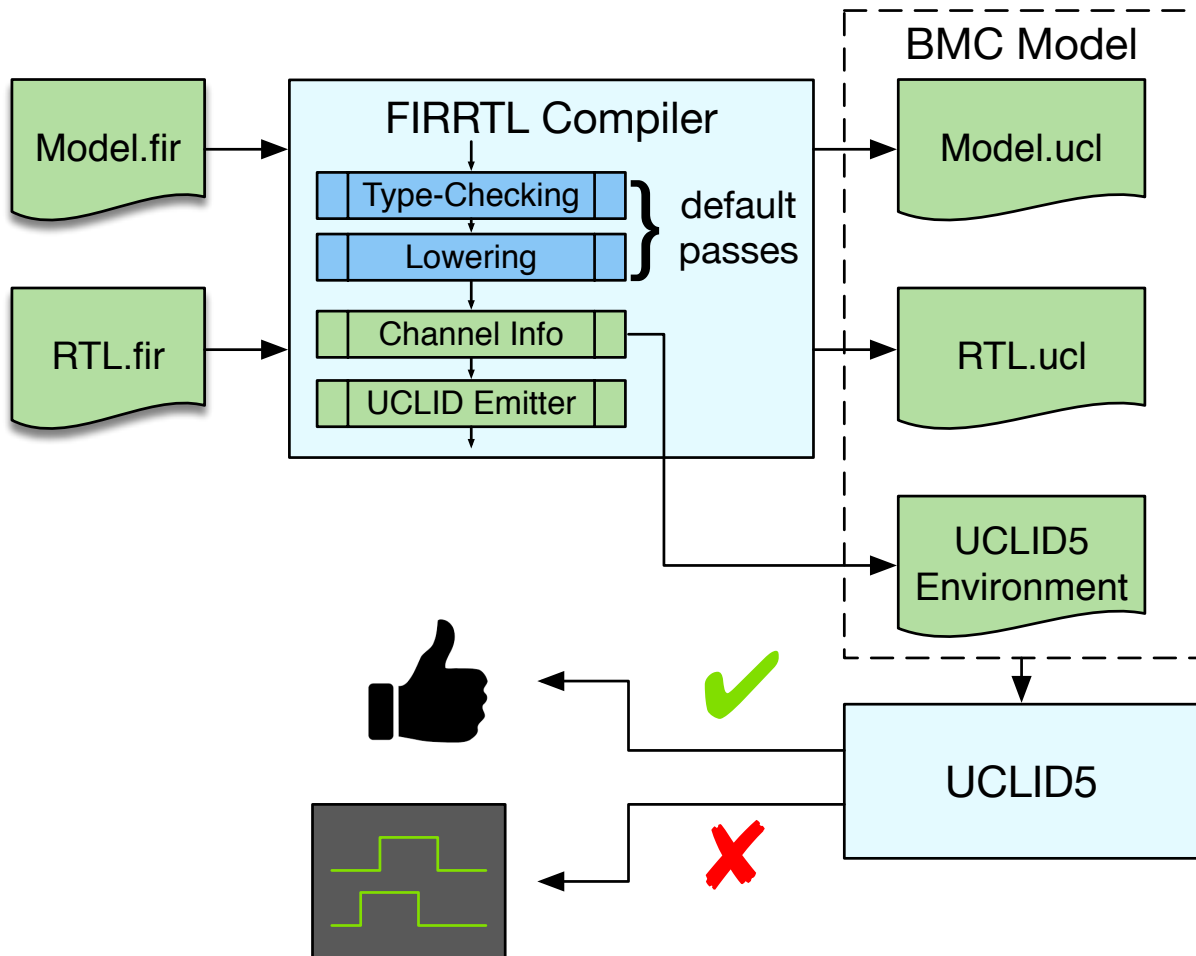 BMC Model
Model.fir
FIRRTL Compiler
Model.ucl
Type-Checking
default
passes
Lowering
RTL.fir
Channel Info
RTL.ucl
UCLID Emitter
UCLID5
Environment
UCLID5